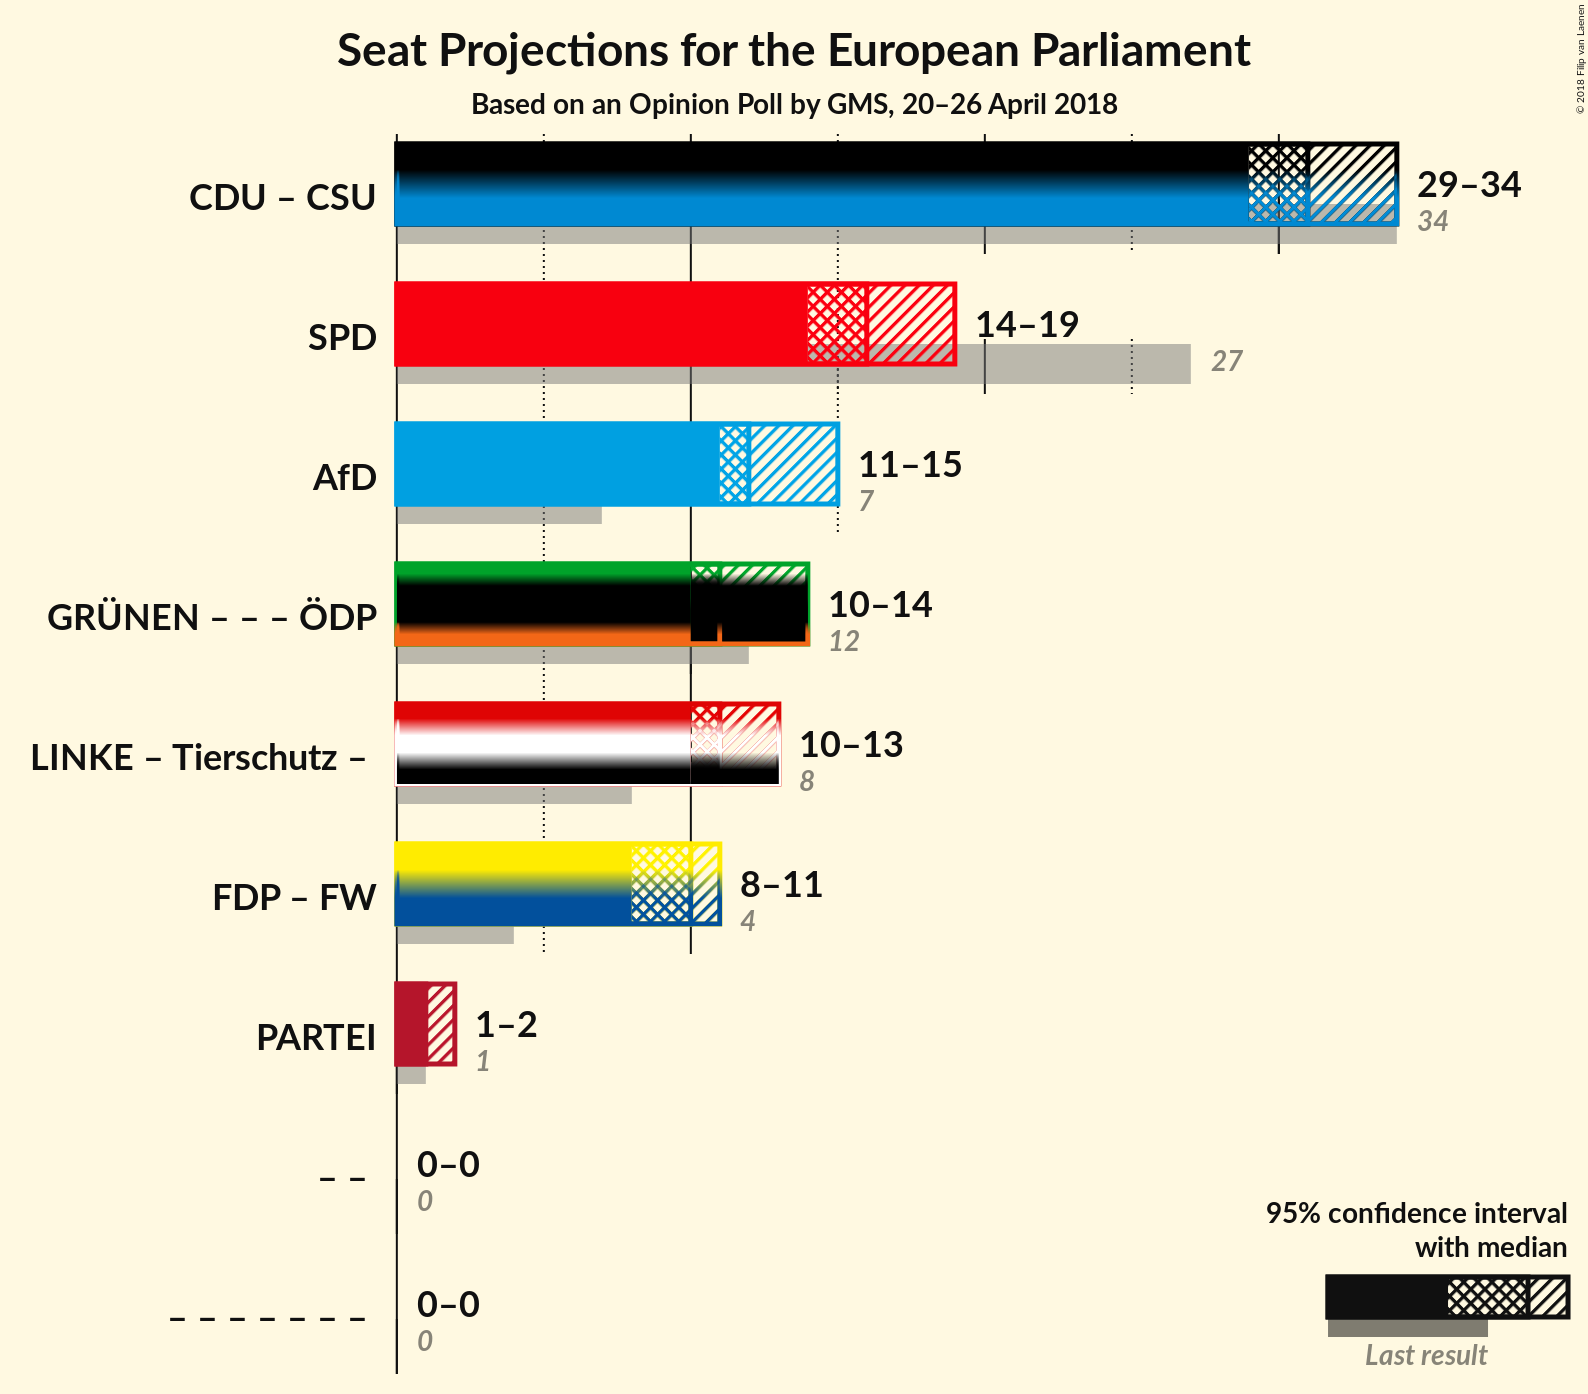 Seat Projections for the European Parliament
Based on an Opinion Poll by GMS, 20–26 April 2018
© 2018 Filip van Laenen
CDU – CSU
29–34
34
SPD
14–19
27
AfD
11–15
7
GRÜNEN – – – ÖDP
10–14
12
LINKE – Tierschutz –
10–13
8
FDP – FW
8–11
4
PARTEI
1–2
1
– –
0–0
0
– – – – – – –
0–0
0
95% confidence interval
with median
Last result